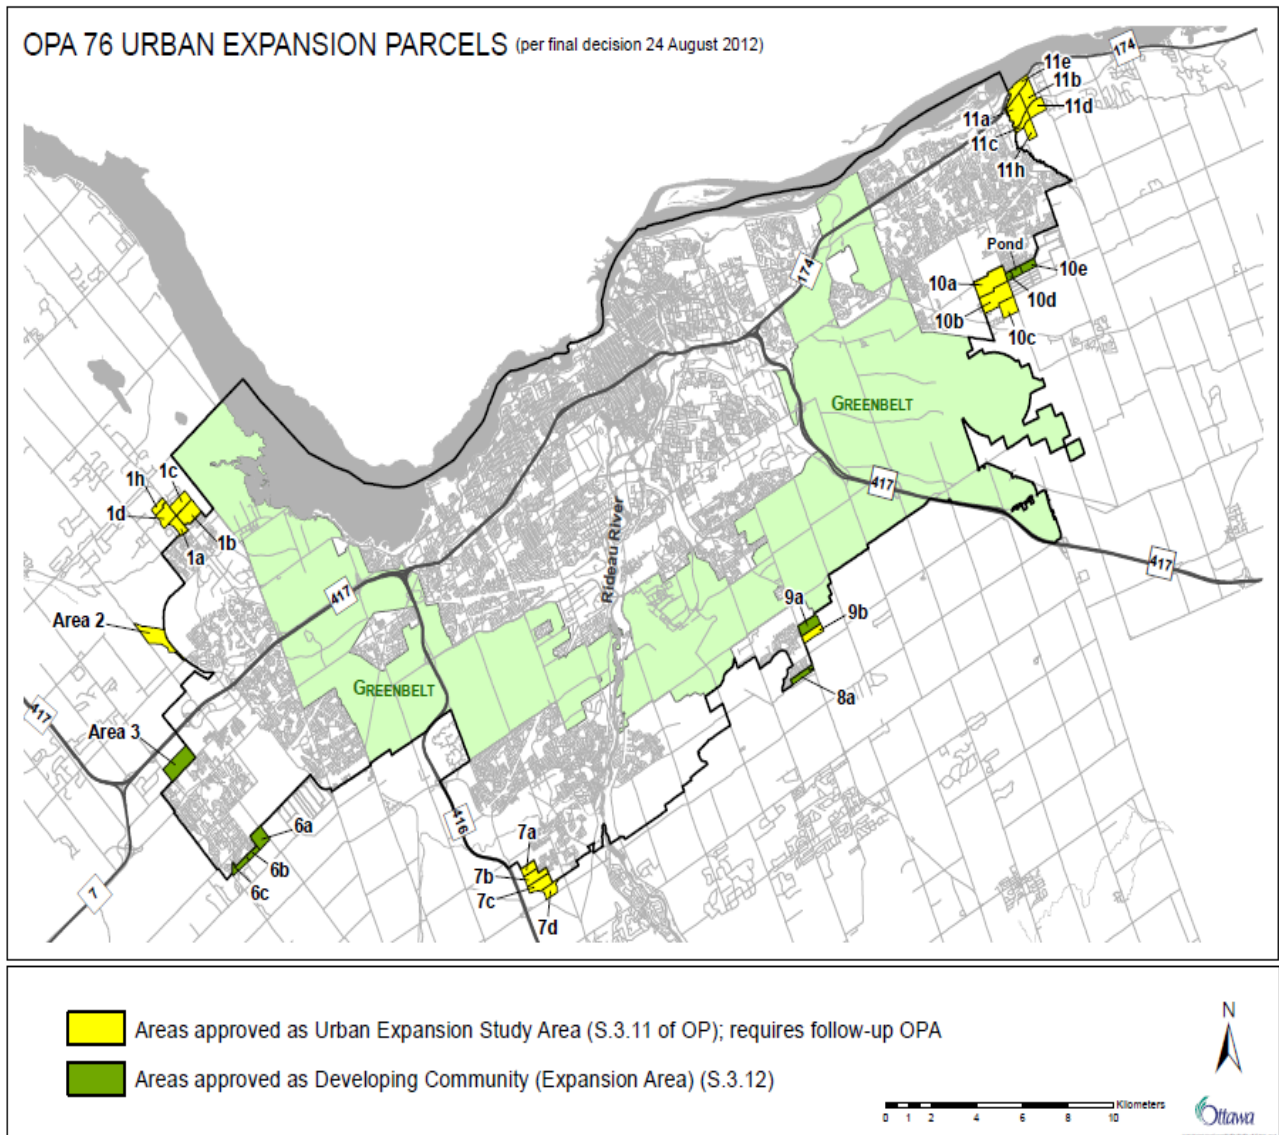 OPA 76 URBAN EXPANSION PARCELS (per final decision 24 August 2012)
174
11e
11b
11d
11a
11c
11h
Pond
10e
10a
10d
10b
10c
174
GREENBELT
417
417
1h
1c
1d
1b
1a
Rideau River
417
Area 2
9a
9b
8a
GREENBELT
417
Area 3
416
6a
6b
6c
7a
7b
7c
7d
7
Areas approved as Urban Expansion Study Area (S.3.11 of OP); requires follow-up OPA
Areas approved as Developing Community (Expansion Area) (S.3.12)
N
Kilometers
0 1 2 4 6 8 10
Ottawa